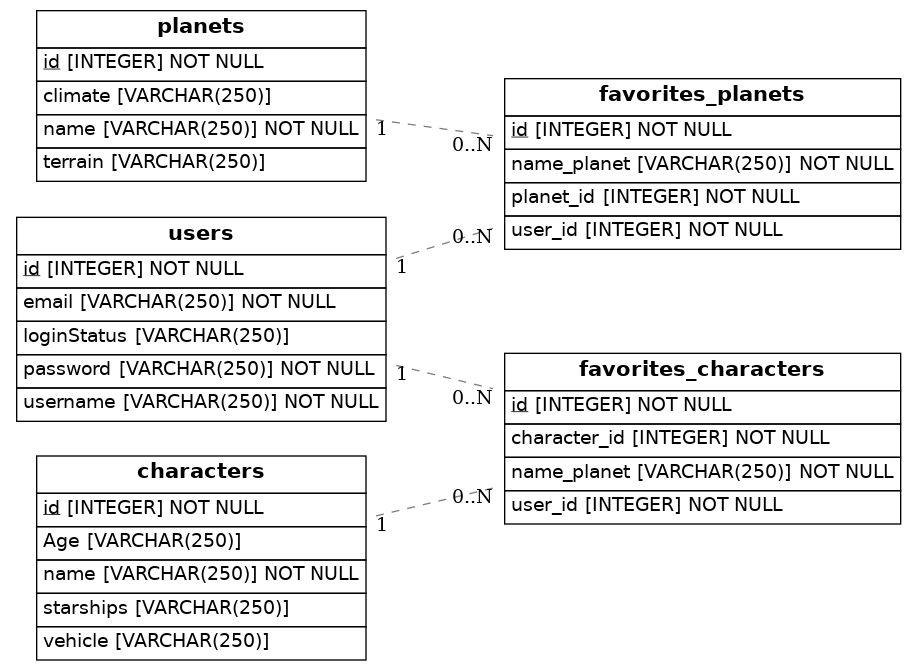 planets
id [INTEGER] NOT NULL
climate [VARCHAR(250)]
name [VARCHAR(250)] NOT NULL
terrain [VARCHAR(250)]
1
0..N
favorites_planets
id [INTEGER] NOT NULL
name_planet [VARCHAR(250)] NOT NULL
planet_id [INTEGER] NOT NULL
user_id [INTEGER] NOT NULL
users
id [INTEGER] NOT NULL
email [VARCHAR(250)] NOT NULL
loginStatus [VARCHAR(250)]
password [VARCHAR(250)] NOT NULL
username [VARCHAR(250)] NOT NULL
1
0..N
1
0..N
favorites_characters
id [INTEGER] NOT NULL
character_id [INTEGER] NOT NULL
name_planet [VARCHAR(250)] NOT NULL
user_id [INTEGER] NOT NULL
characters
id [INTEGER] NOT NULL
Age [VARCHAR(250)]
name [VARCHAR(250)] NOT NULL
starships [VARCHAR(250)]
vehicle [VARCHAR(250)]
1
0..N